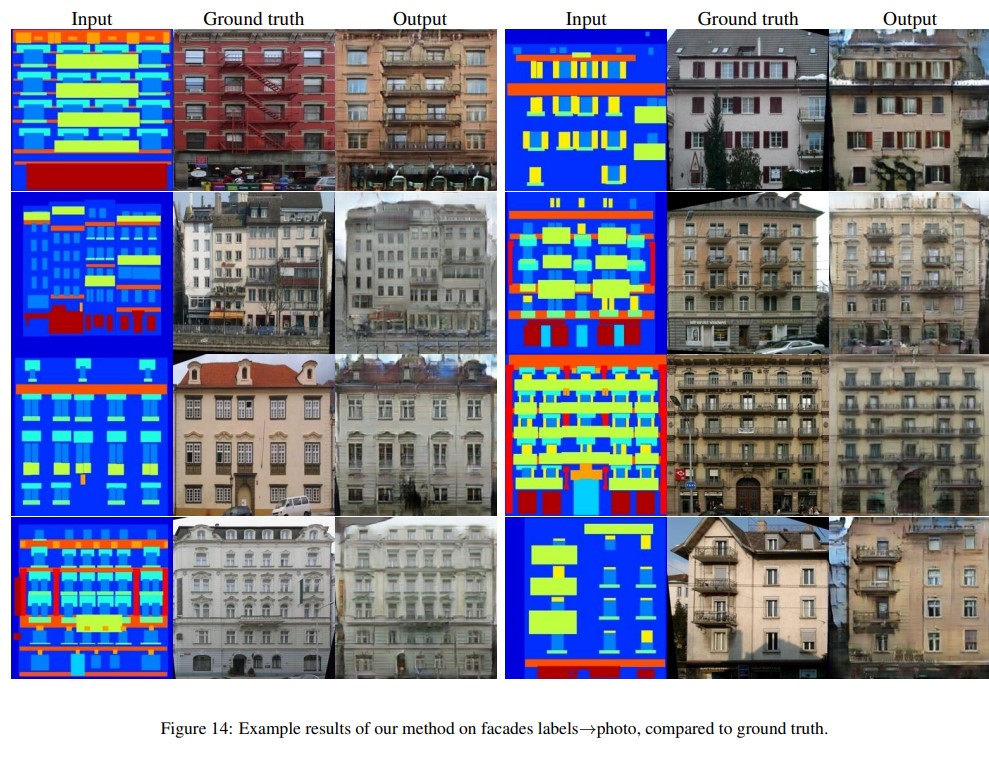 Input Ground truth Output Input Ground truth Output
Figure 14: Example results of our method on facades labels→photo, compared to ground truth.